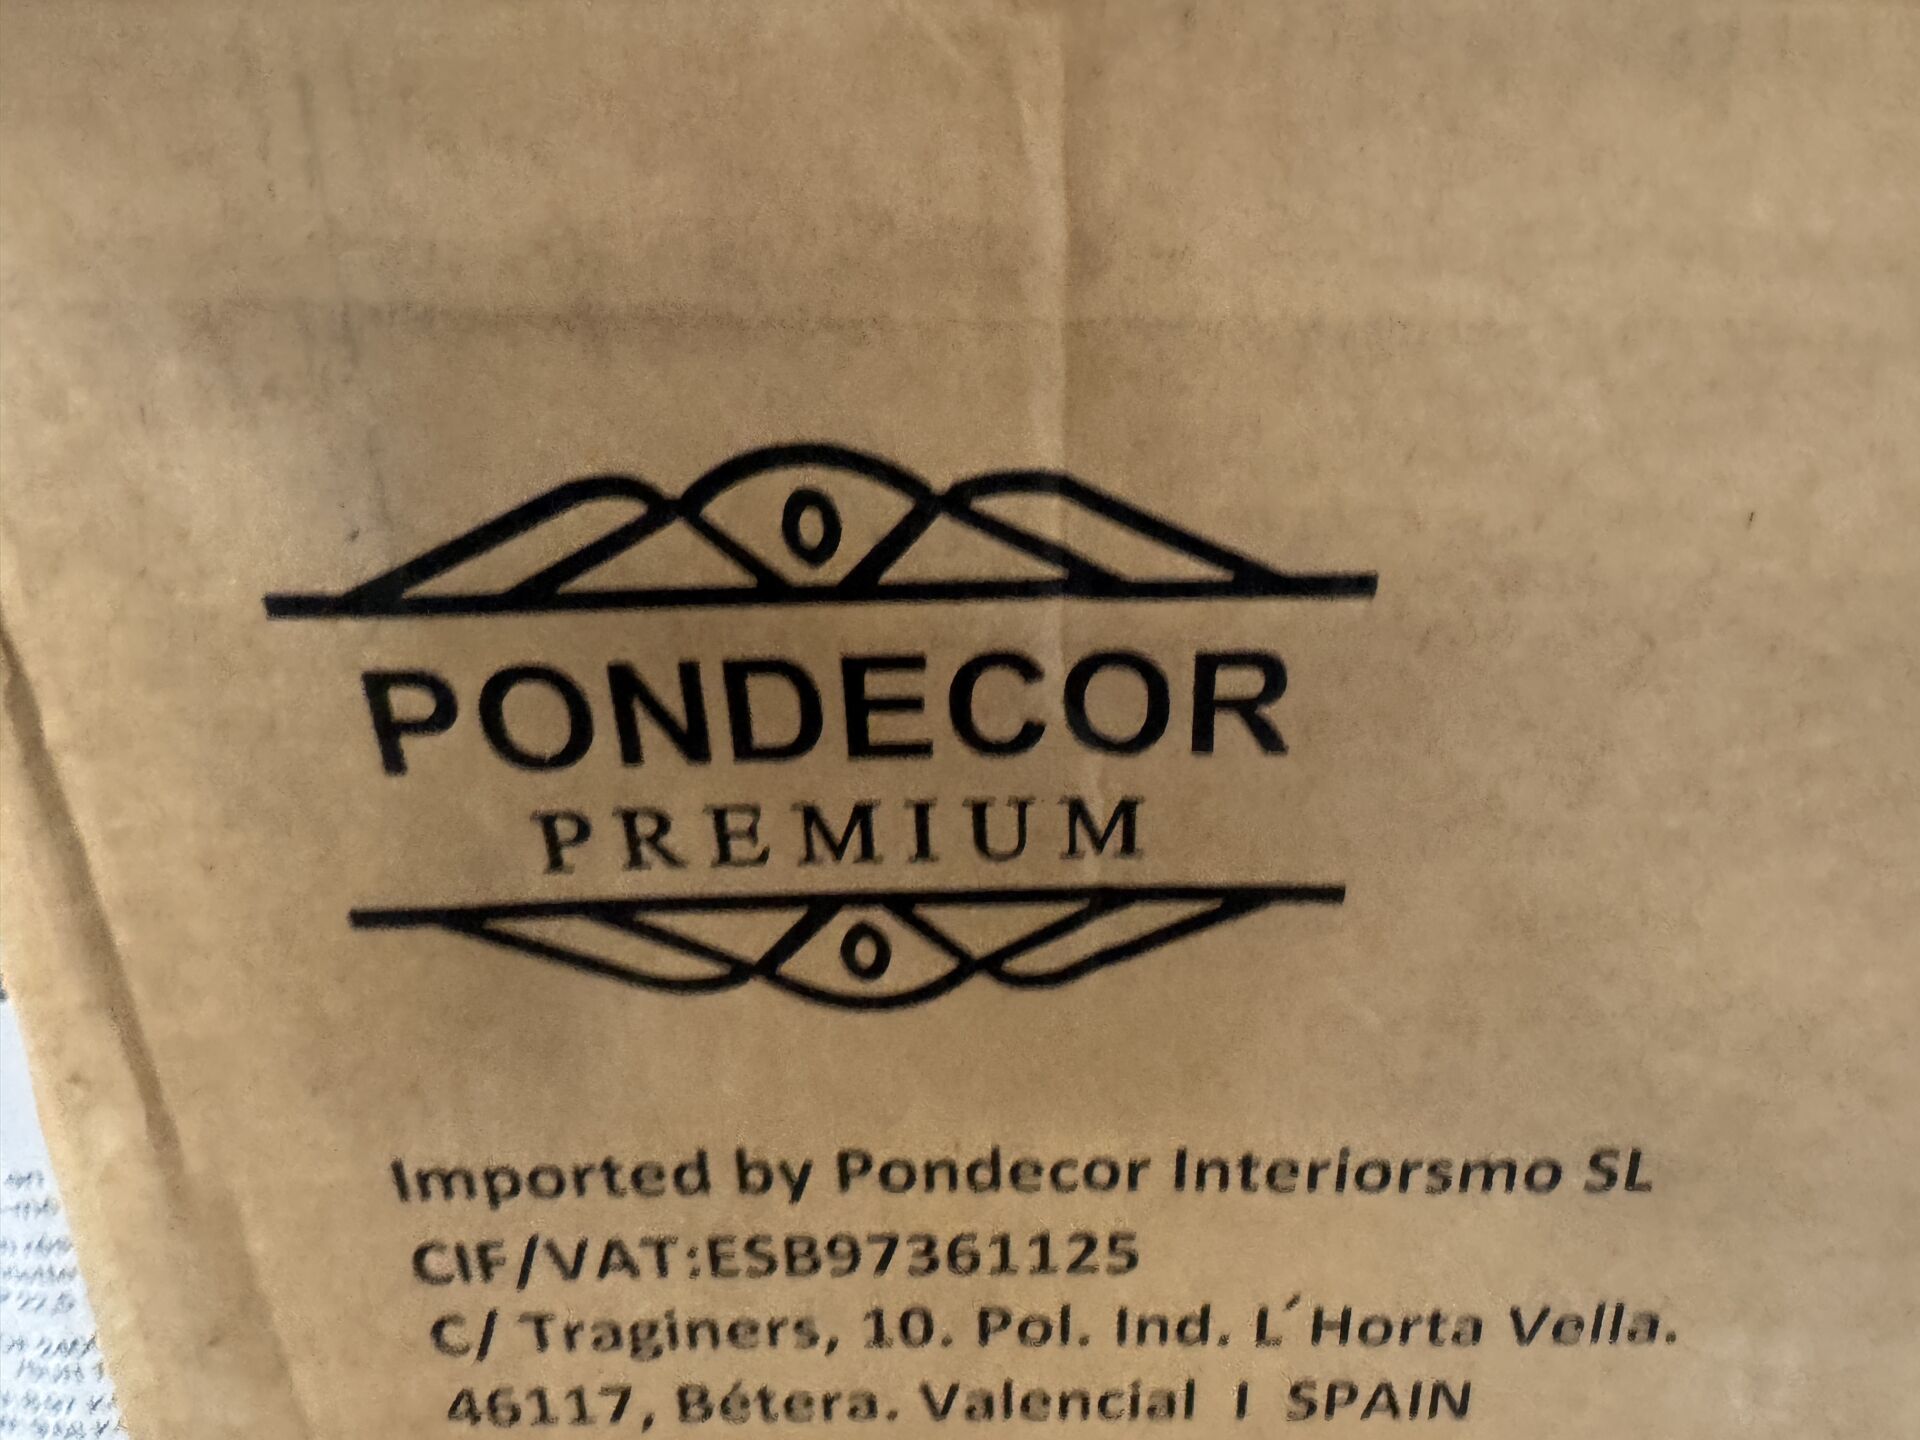 PONDECOR
PREMIUM
Imported by Pondecor Interiorsmo SL
CIF/VAT:ESB97361125
C/ Traginers, 10. Pol. Ind. L´Horta Vella.
46117, Bétera. Valencial I SPAIN